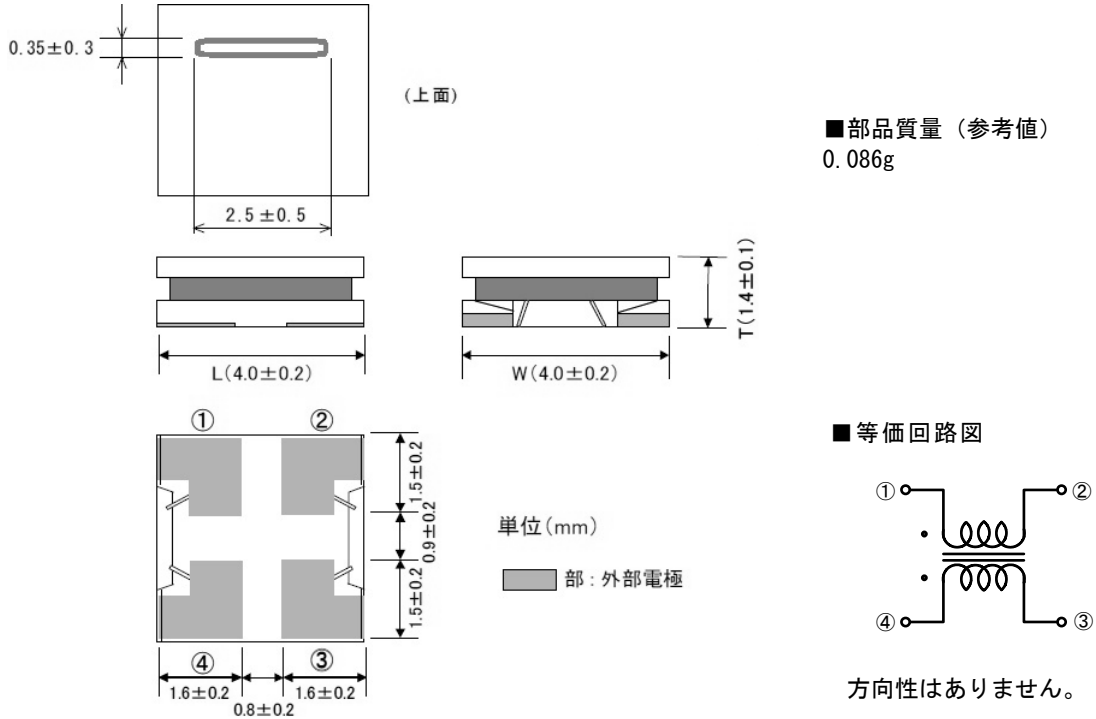 0.35±0.3
(上面)
2.5±0.5
■部品質量（参考値）
0.086g
T(1.4±0.1)
L(4.0±0.2)
W(4.0±0.2)
① ②
1.5±0.2
0.9±0.2
1.5±0.2
単位(mm)
部：外部電極
④ ③
1.6±0.2 1.6±0.2
0.8±0.2
■等価回路図
① ②
④ ③
方向性はありません。